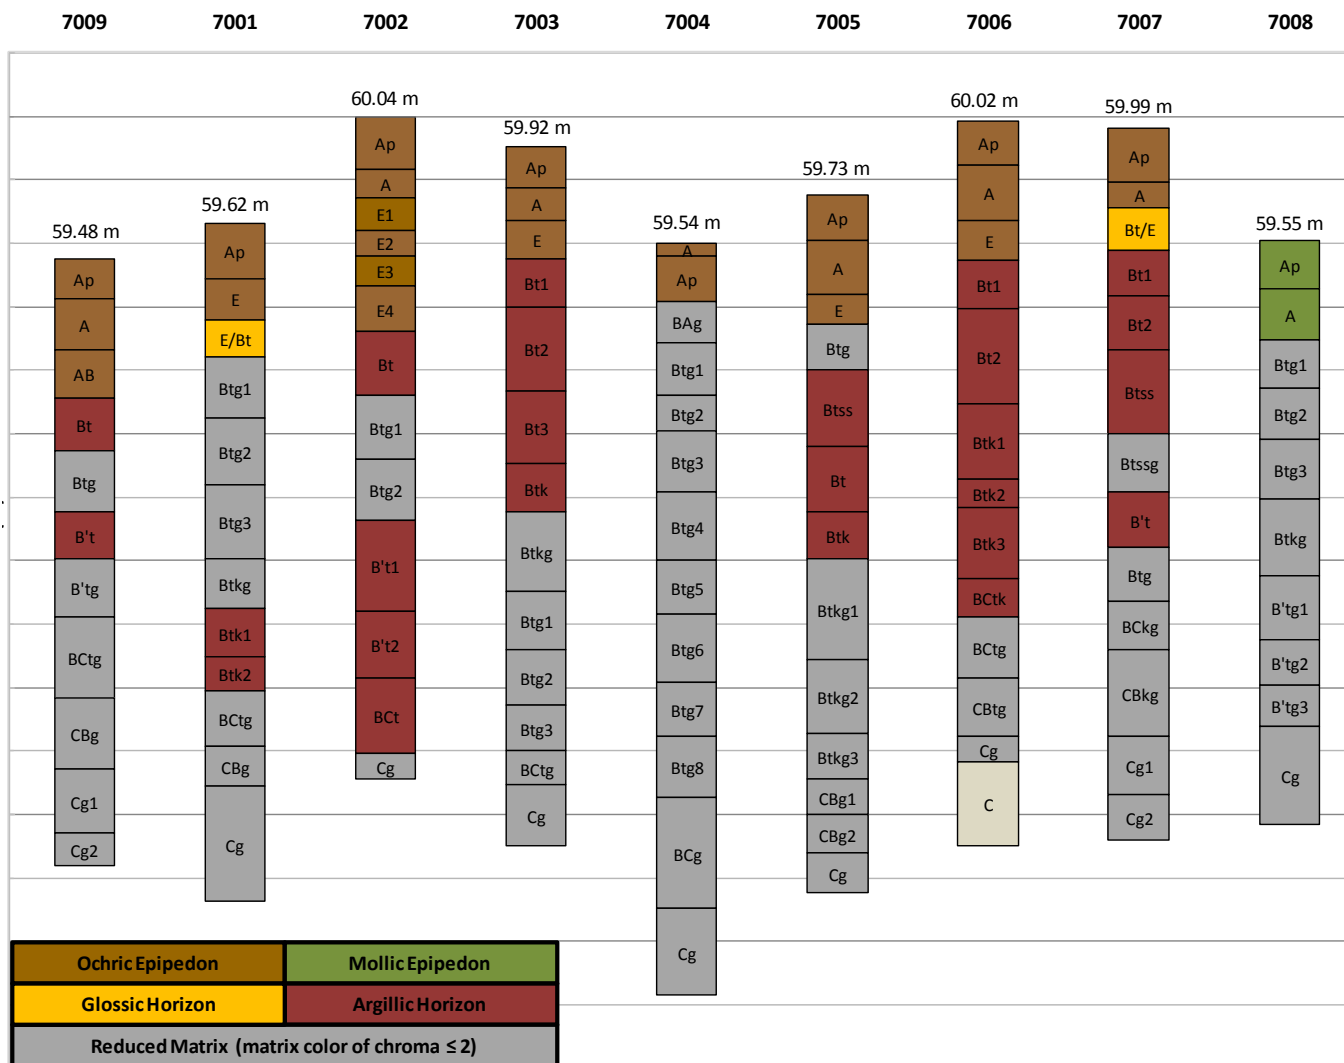 7009 7001 7002 7003 7004 7005 7006 7007 7008
59.48 m
Ap
A
AB
Bt
Btg
B't
B'tg
BCtg
CBg
Cg1
Cg2
59.62 m
Ap
E
E/Bt
Btg1
Btg2
Btg3
Btkg
Btk1
Btk2
BCtg
CBg
Cg
60.04 m
Ap
A
E1
E2
E3
E4
Bt
Btg1
Btg2
B't1
B't2
BCt
Cg
59.92 m
Ap
A
E
Bt1
Bt2
Bt3
Btk
Btkg
Btg1
Btg2
Btg3
BCtg
Cg
59.54 m
A
Ap
BAg
Btg1
Btg2
Btg3
Btg4
Btg5
Btg6
Btg7
Btg8
BCg
Cg
59.73 m
Ap
A
E
Btg
Btss
Bt
Btk
Btkg1
Btkg2
Btkg3
CBg1
CBg2
Cg
60.02 m
Ap
A
E
Bt1
Bt2
Btk1
Btk2
Btk3
BCtk
BCtg
CBtg
Cg
C
59.99 m
Ap
A
Bt/E
Bt1
Bt2
Btss
Btssg
B't
Btg
BCkg
CBkg
Cg1
Cg2
59.55 m
Ap
A
Btg1
Btg2
Btg3
Btkg
B'tg1
B'tg2
B'tg3
Cg
Ochric Epipedon Mollic Epipedon
Glossic Horizon Argillic Horizon
Reduced Matrix (matrix color of chroma ≤ 2)